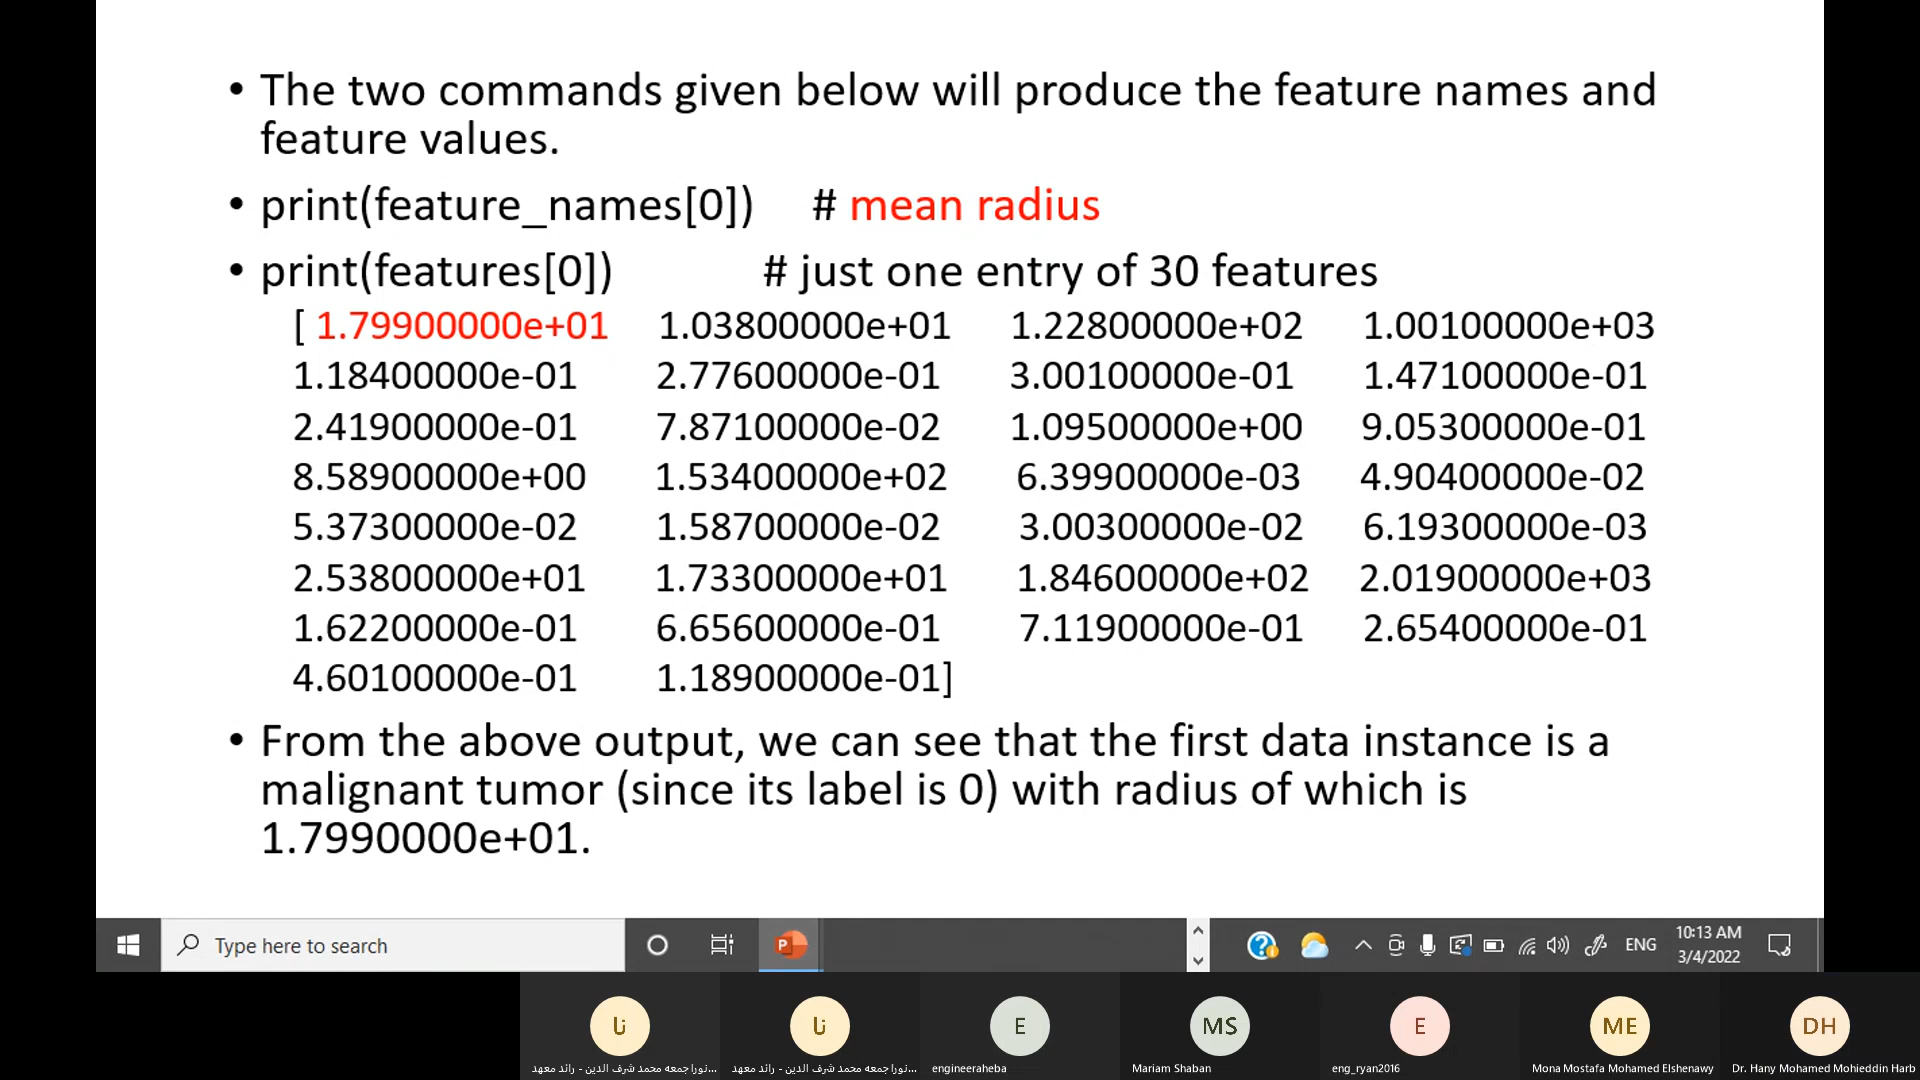 • The two commands given below will produce the feature names and
feature values.
• print(feature_names[0]) # mean radius
• print(features[0]) # just one entry of 30 features
[ 1.79900000e+01 1.03800000e+01 1.22800000e+02 1.00100000e+03
1.18400000e-01 2.77600000e-01 3.00100000e-01 1.47100000e-01
2.41900000e-01 7.87100000e-02 1.09500000e+00 9.05300000e-01
8.58900000e+00 1.53400000e+02 6.39900000e-03 4.90400000e-02
5.37300000e-02 1.58700000e-02 3.00300000e-02 6.19300000e-03
2.53800000e+01 1.73300000e+01 1.84600000e+02 2.01900000e+03
1.62200000e-01 6.65600000e-01 7.11900000e-01 2.65400000e-01
4.60100000e-01 1.18900000e-01]
• From the above output, we can see that the first data instance is a
malignant tumor (since its label is 0) with radius of which is
1.7990000e+01.
Type here to search
P
ENG
10:13 AM
3/4/2022
نا
نا
E
MS
E
ME
DH
نورا جمعه محمد شرف الدين - رائد معهد...
نورا جمعه محمد شرف الدين - رائد معهد...
engineeraheba
Mariam Shaban
eng_ryan2016
Mona Mostafa Mohamed Elshenawy
Dr. Hany Mohamed Mohieddin Harb